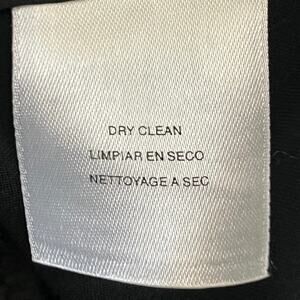 DRY CLEAN
LIMPIAR EN SECO
NETTOYAGE A SEC